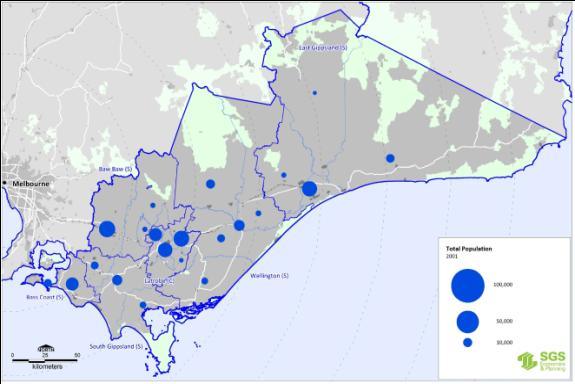 East Gippsland (S)
Baw Baw (S)
Melbourne
Wellington (S)
Latrobe (C)
Bass Coast (S)
South Gippsland (S)
Total Population
2001
100,000
50,000
10,000
0 25 50
kilometers
SGS
Economics
& Planning